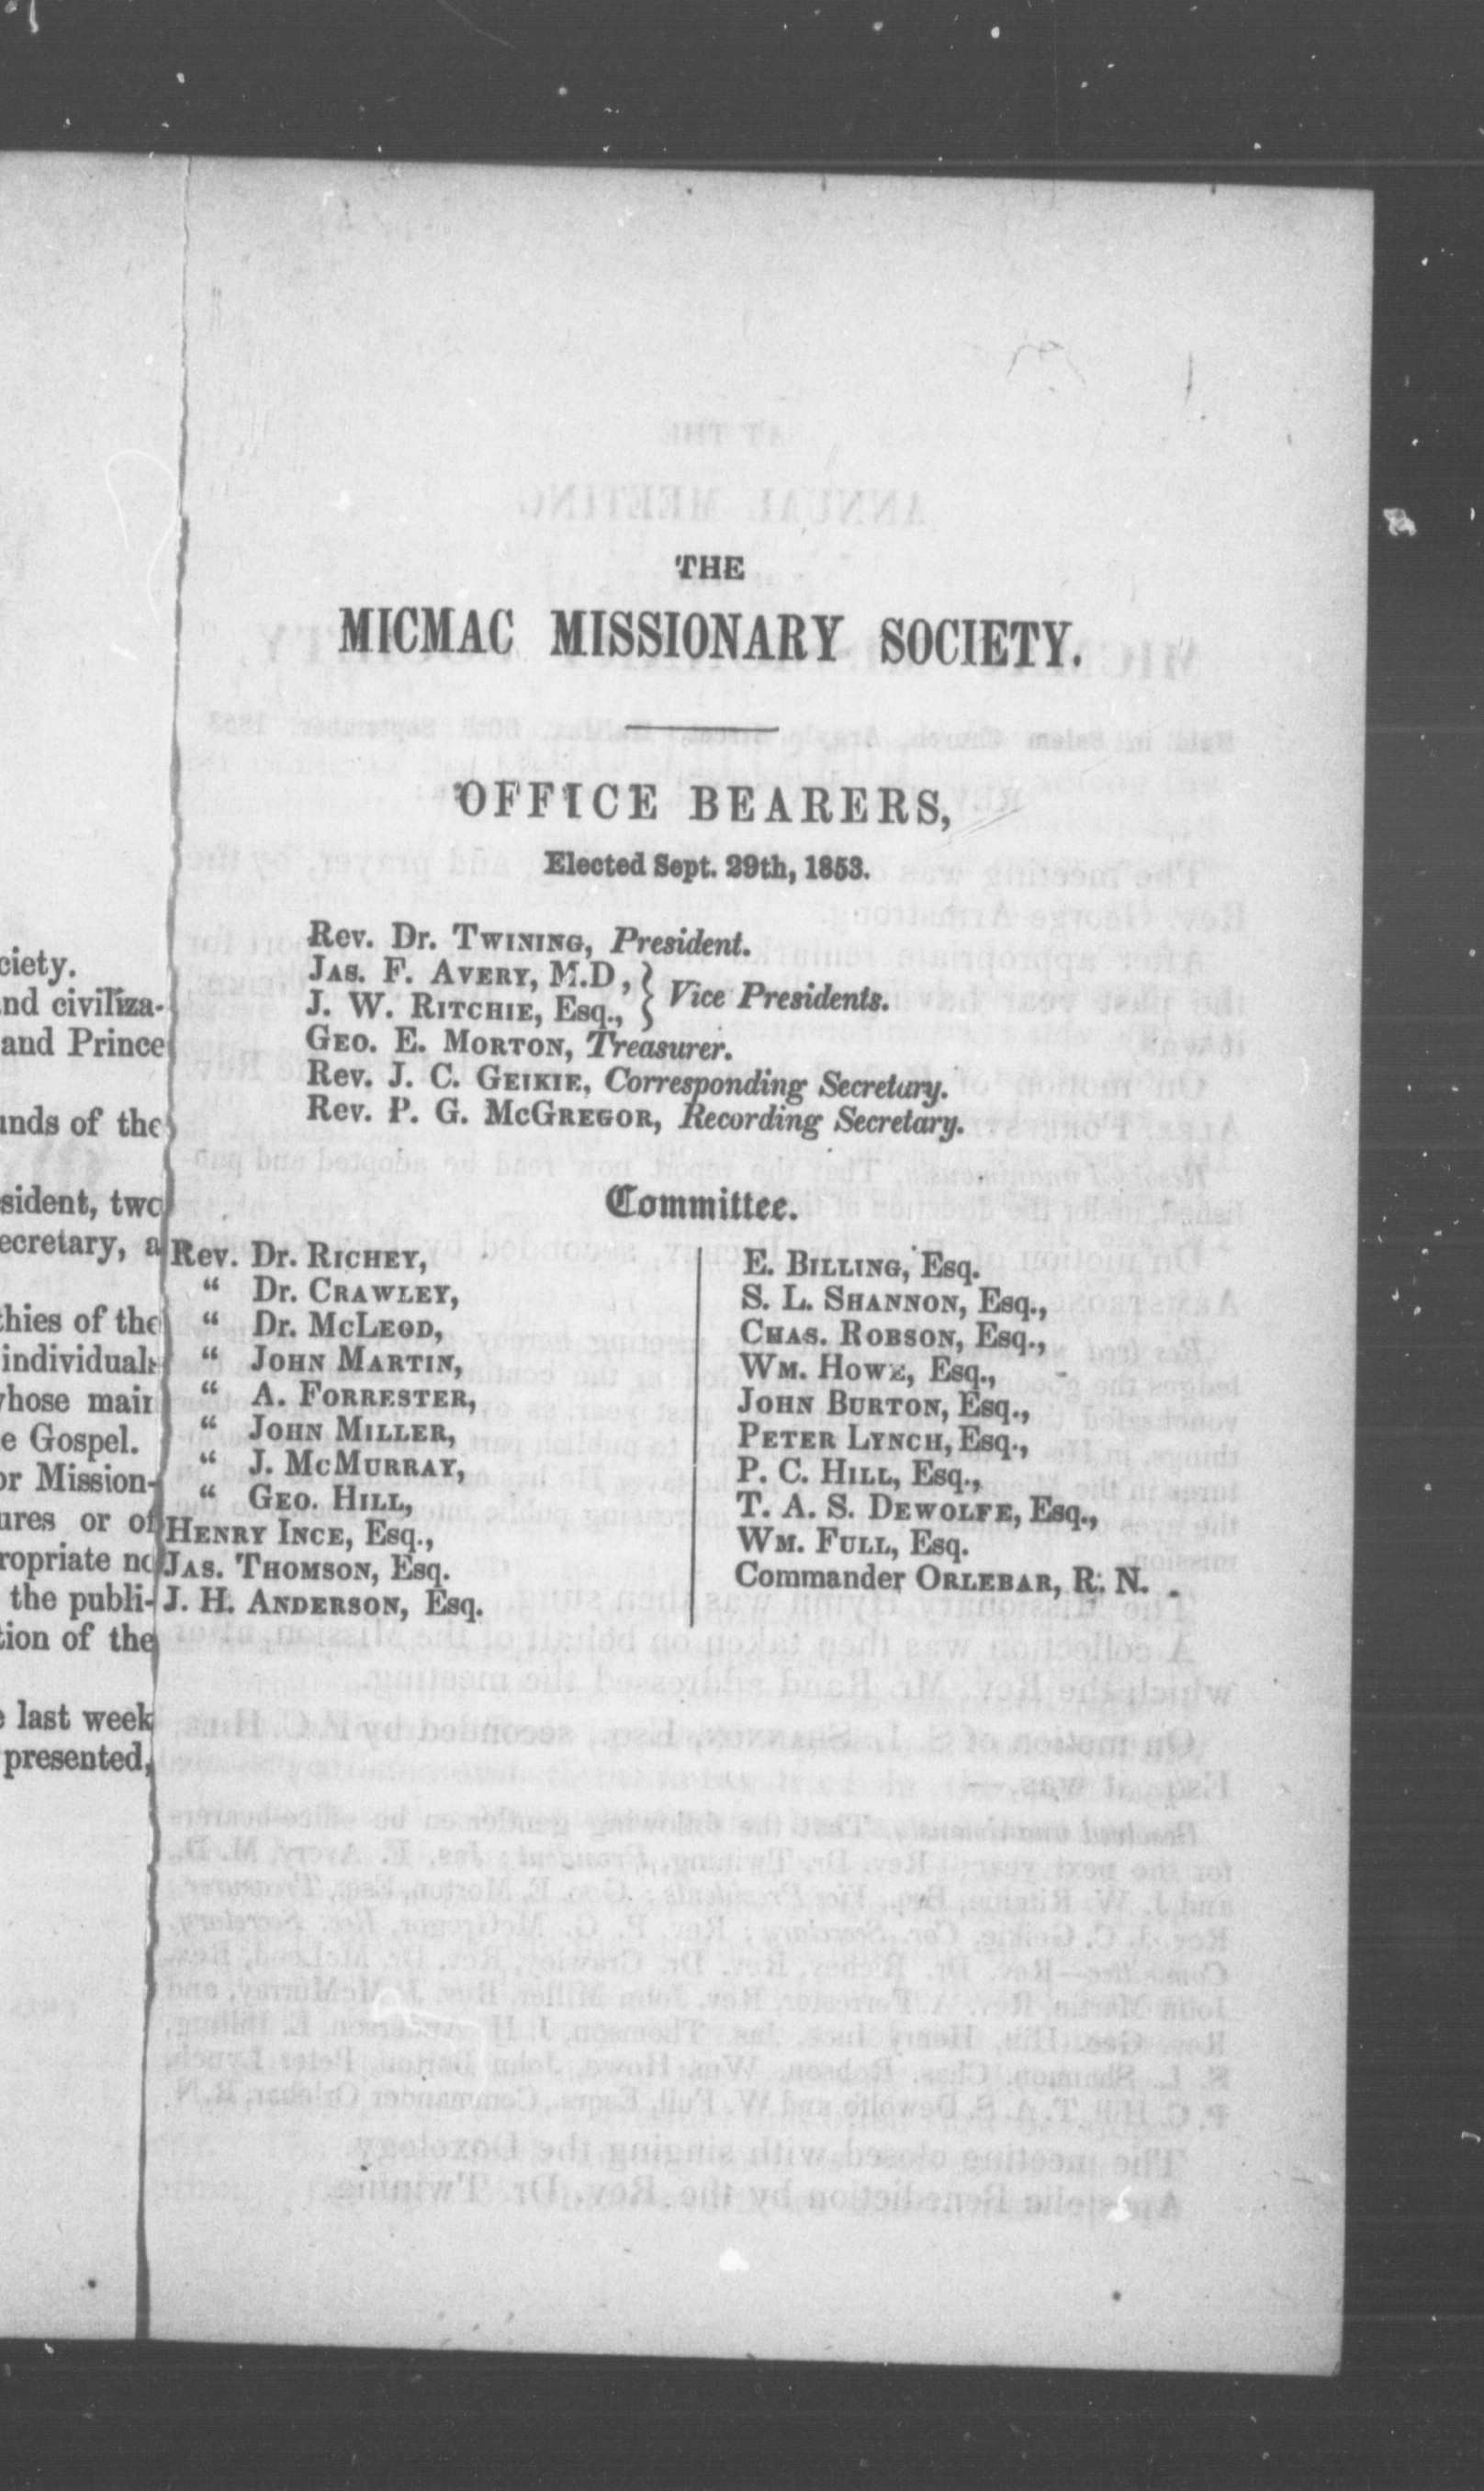 THE
MICMAC MISSIONARY SOCIETY.
OFFICE BEARERS,
Elected Sept. 29th, 1853.
Rev. Dr. TWINING, President.
JAS. F. AVERY, M.D.,
J. W. RITCHIE, Esq.,
} Vice Presidents.
GEO. E. MORTON, Treasurer.
Rev. J. C. GEIKIE, Corresponding Secretary.
Rev. P. G. McGREGOR, Recording Secretary.
Committee.
Rev. Dr. RICHEY,
“ Dr. CRAWLEY,
“ Dr. McLEOD,
“ JOHN MARTIN,
“ A. FORRESTER,
“ JOHN MILLER,
“ J. McMURRAY,
“ GEO. HILL,
HENRY INCE, Esq.,
JAS. THOMSON, Esq.
J. H. ANDERSON, Esq.
E. BILLING, Esq.
S. L. SHANNON, Esq.,
CHAS. ROBSON, Esq.,
WM. HOWE, Esq.,
JOHN BURTON, Esq.,
PETER LYNCH, Esq.,
P. C. HILL, Esq.,
T. A. S. DEWOLFE, Esq.,
WM. FULL, Esq.
Commander ORLEBAR, R. N.
ciety.
nd civiliza-
and Prince
unds of the
sident, two
ecretary, a
thies of the
individuals
whose main
e Gospel.
or Mission-
ures or of
ropriate no
the publi-
tion of the
last week
presented,